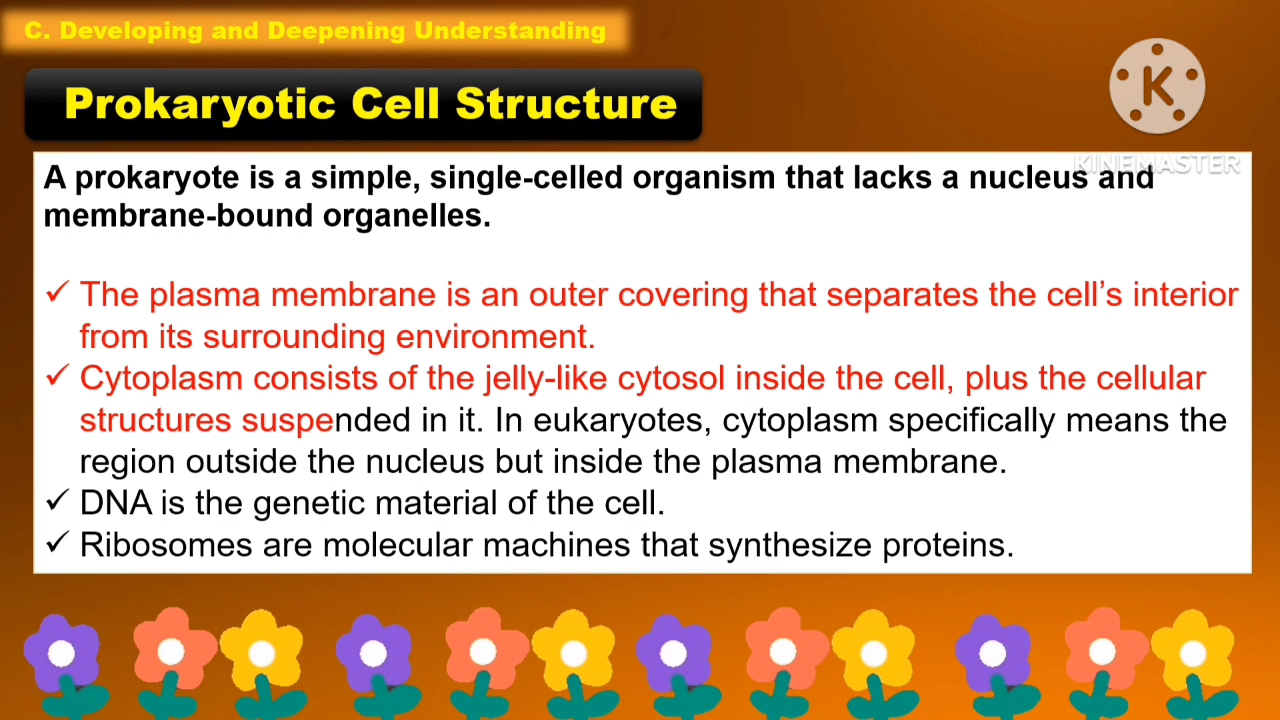 C. Developing and Deepening Understanding
Prokaryotic Cell Structure
K
KINEMASTER
A prokaryote is a simple, single-celled organism that lacks a nucleus and
membrane-bound organelles.
✓ The plasma membrane is an outer covering that separates the cell’s interior
from its surrounding environment.
✓ Cytoplasm consists of the jelly-like cytosol inside the cell, plus the cellular
structures suspended in it. In eukaryotes, cytoplasm specifically means the
region outside the nucleus but inside the plasma membrane.
✓ DNA is the genetic material of the cell.
✓ Ribosomes are molecular machines that synthesize proteins.